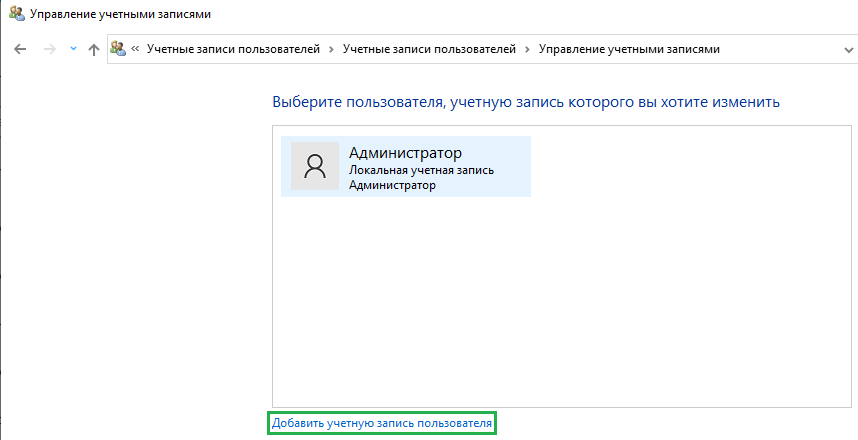 Управление учетными записями
« Учетные записи пользователей › Учетные записи пользователей › Управление учетными записями
Выберите пользователя, учетную запись которого вы хотите изменить
Администратор
Локальная учетная запись
Администратор
Добавить учетную запись пользователя